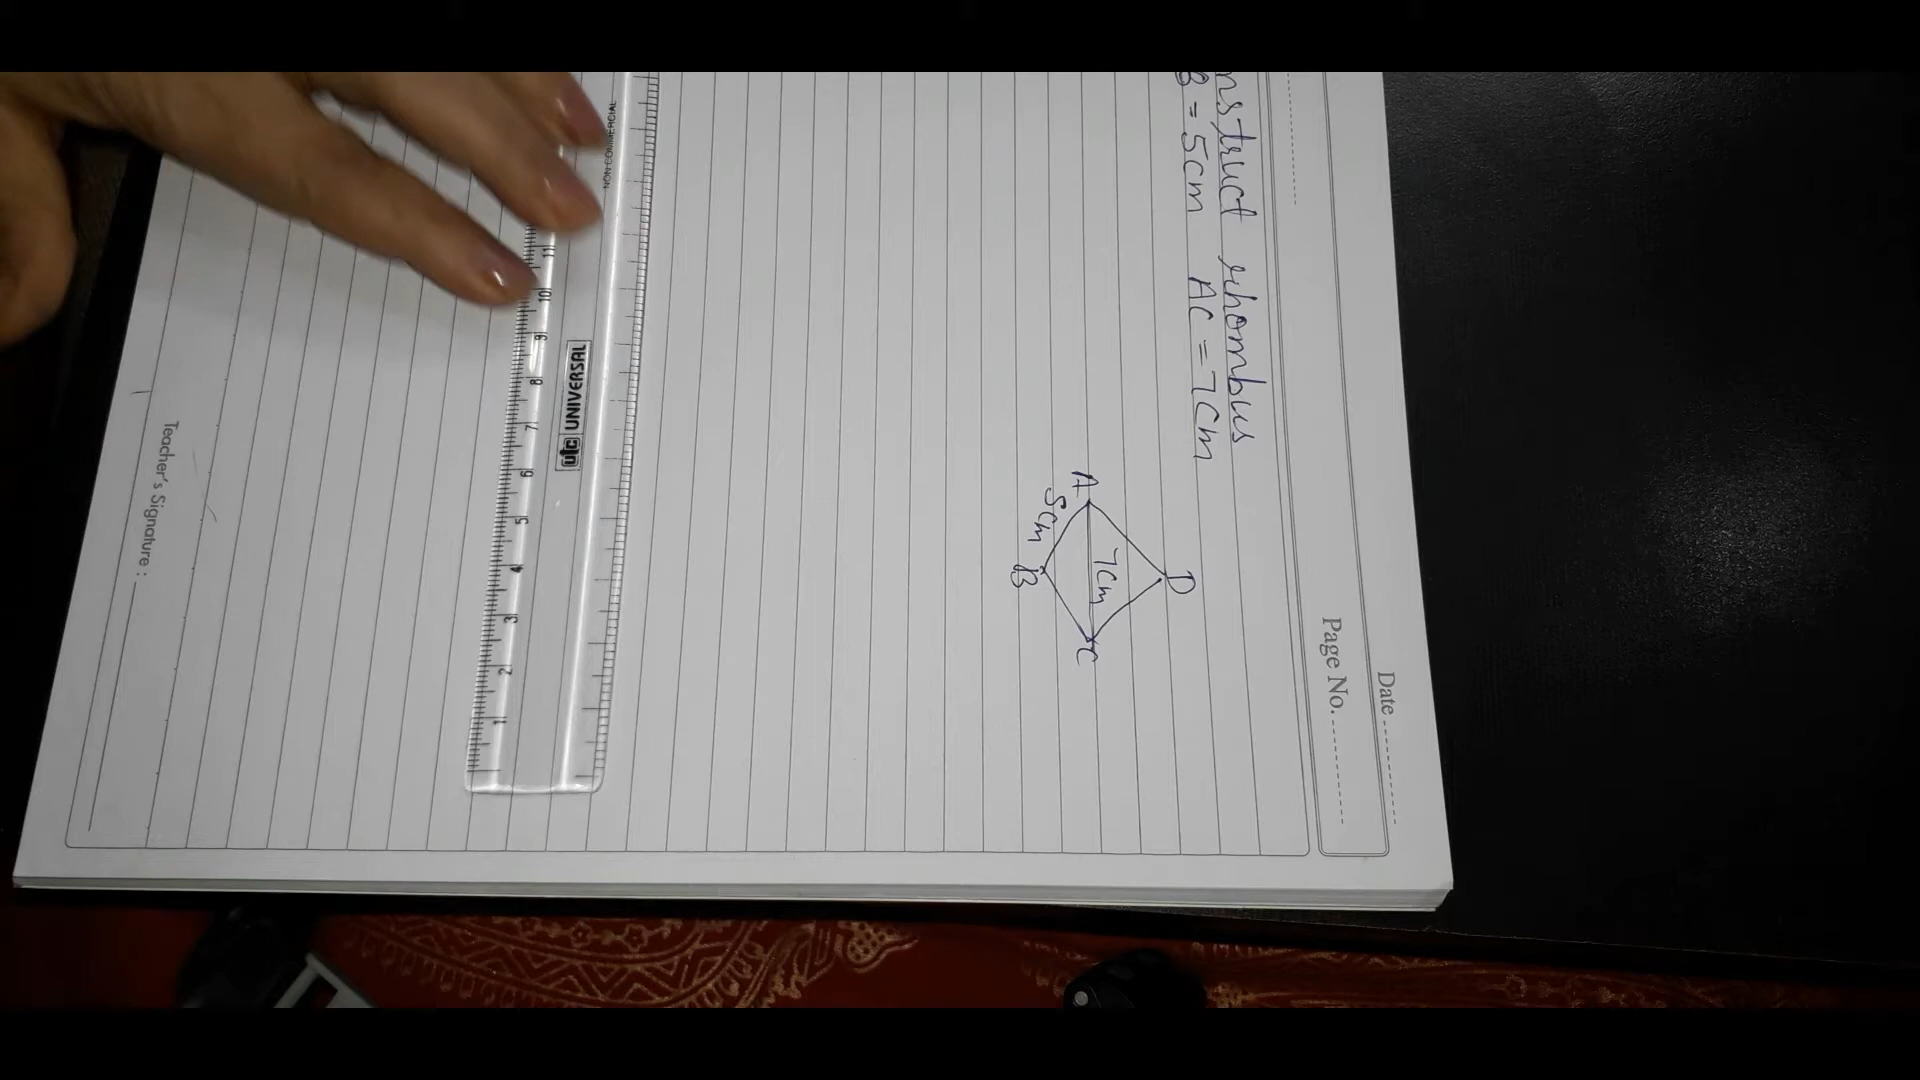 Date
Page No.
nstruct rhombus
B = 5cm AC = 7cm
D
A
7cm
C
5cm
B
NON-COMMERCIAL
utc UNIVERSAL
1 2 3 4 5 6 7 8 9 10 11
Teacher's Signature :